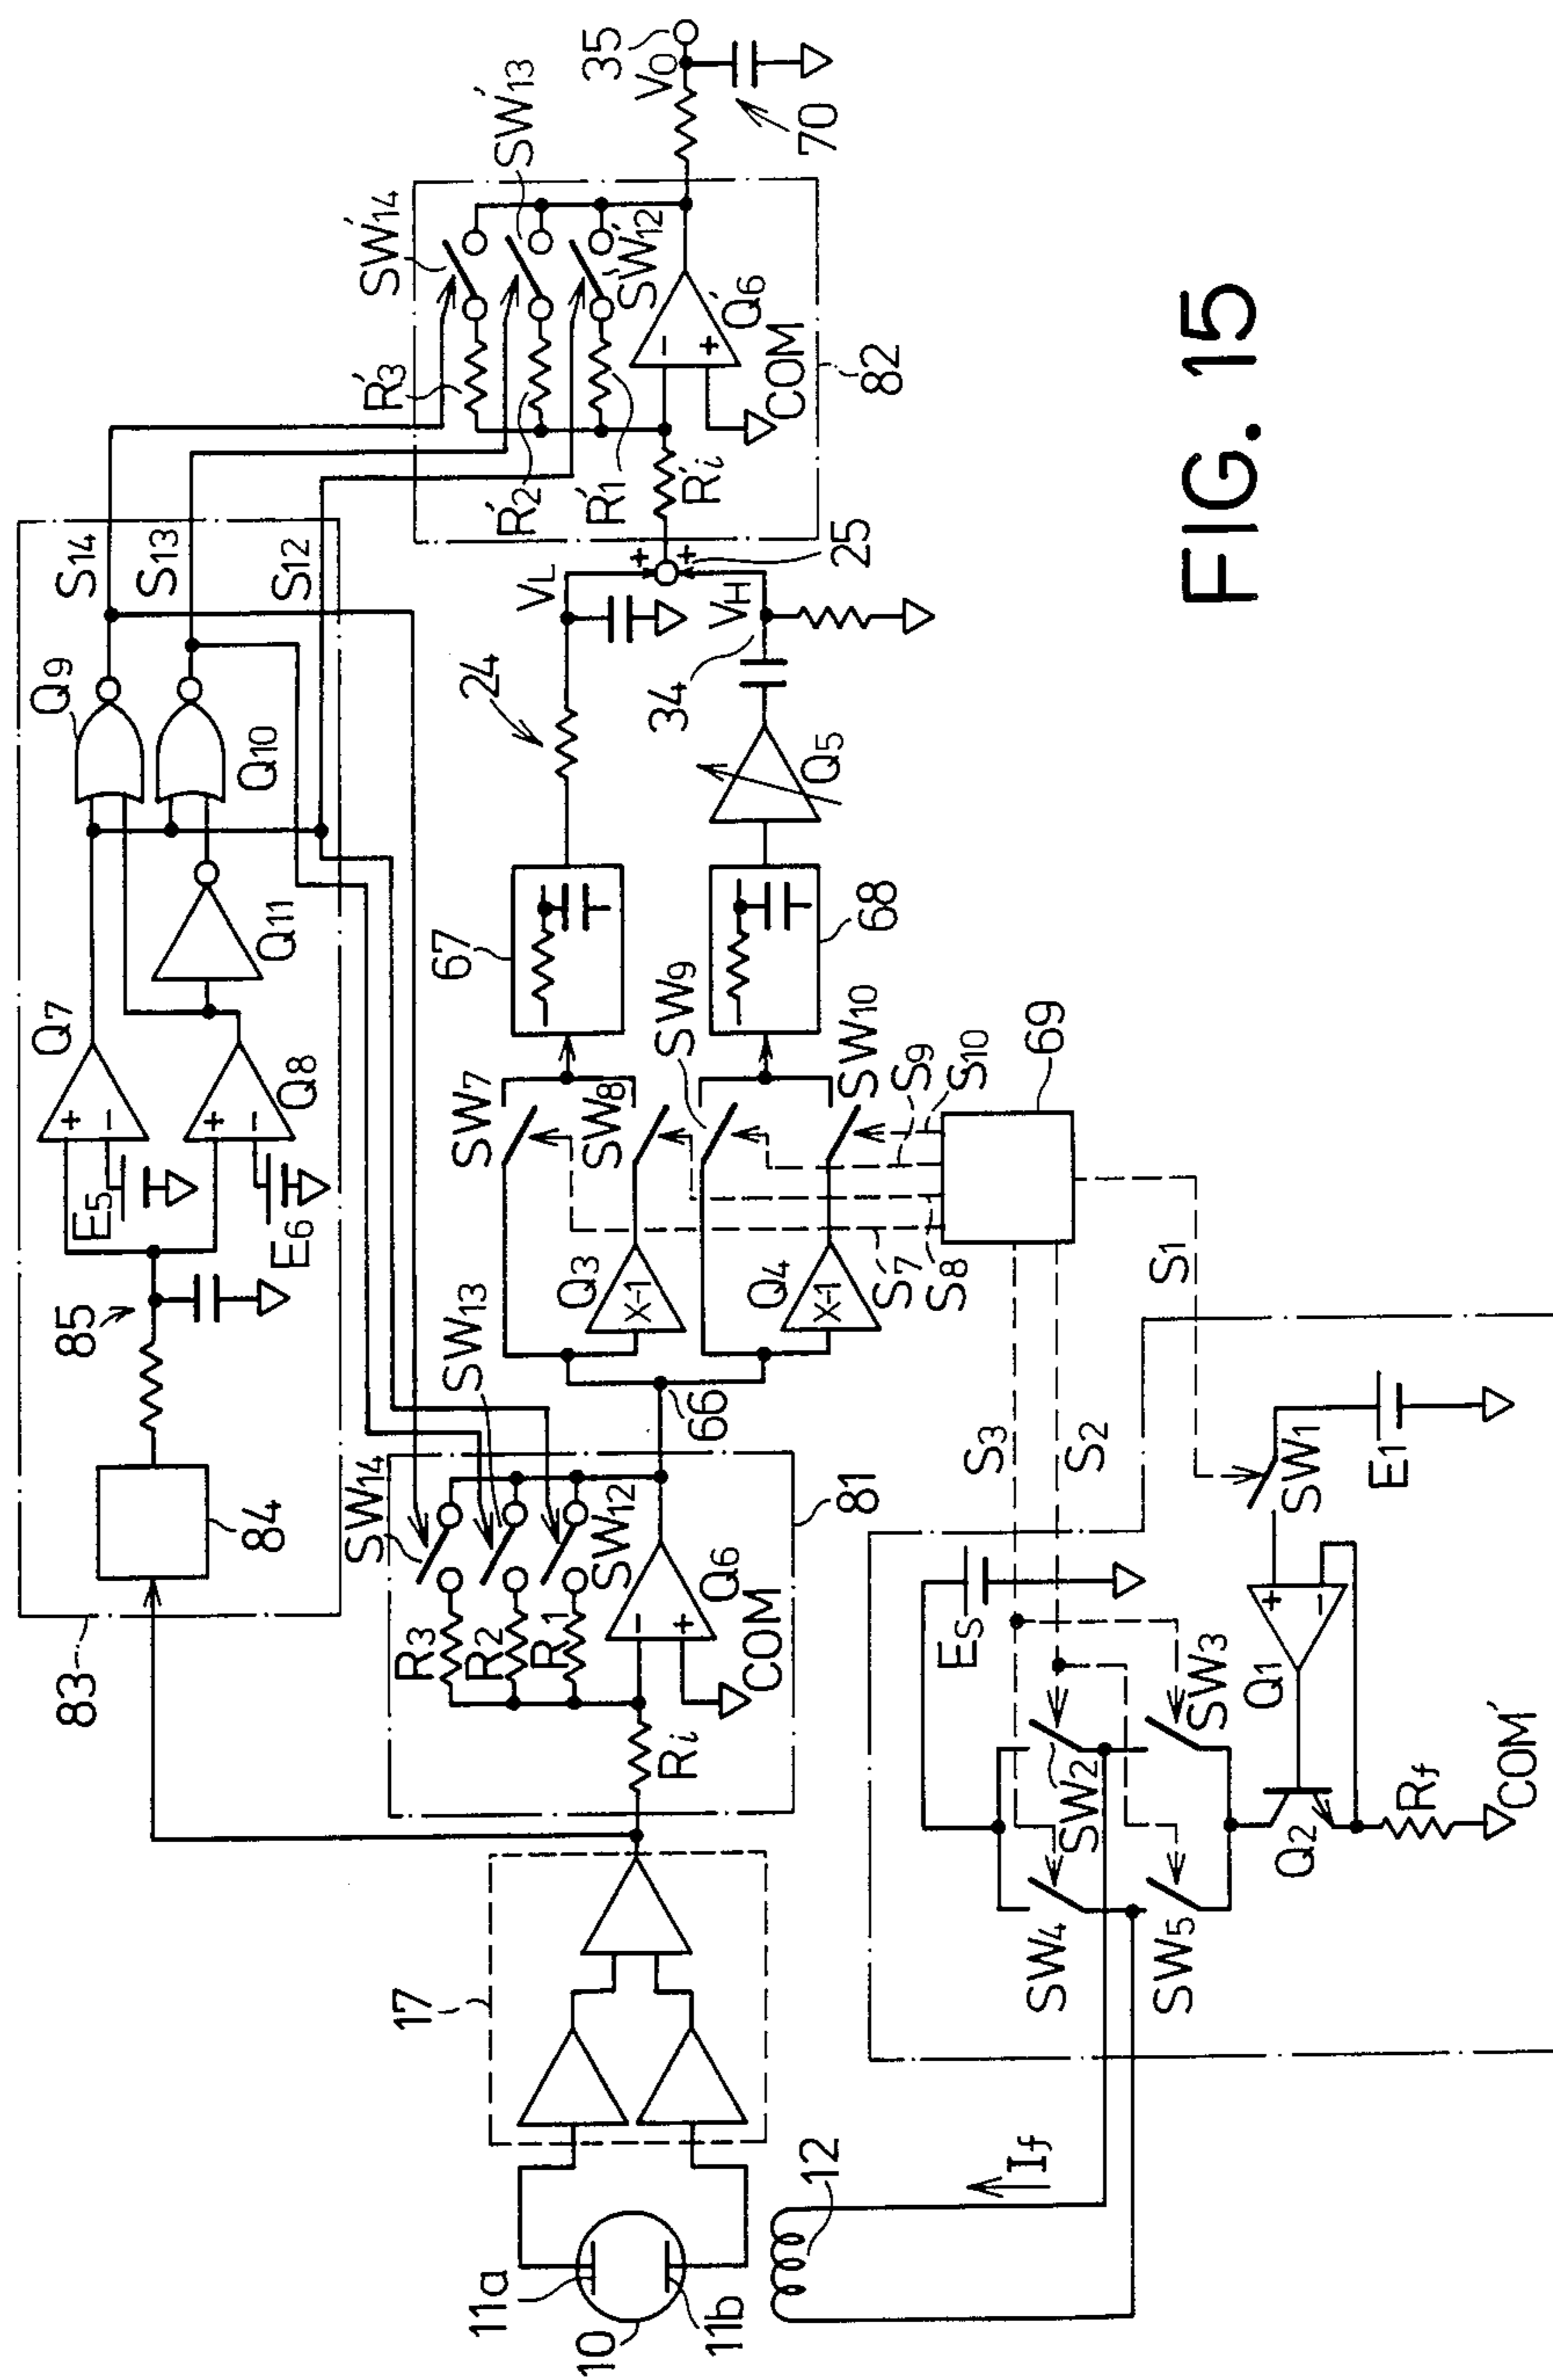 83
84
85
E5
E6
Q7
Q8
Q11
Q9
Q10
S14
S13
S12
+
−
+
−
17
11a
10
11b
12
If
Ri
R3
R2
R1
SW14
SW13
SW12
−
+
Q6
COM
81
66
Q3
X-1
Q4
X-1
SW7
SW8
SW9
SW10
S7
S8
S9
S10
69
67
68
24
Q5
34
VL
VH
+
+
25
R'i
R'3
R'2
R'1
SW'14
SW'13
SW'12
−
+
Q'6
COM
82
VO
35
70
S3
S2
S1
ES
SW4
SW2
SW5
SW3
Q1
+
−
Q2
Rf
COM'
SW1
E1
FIG. 15